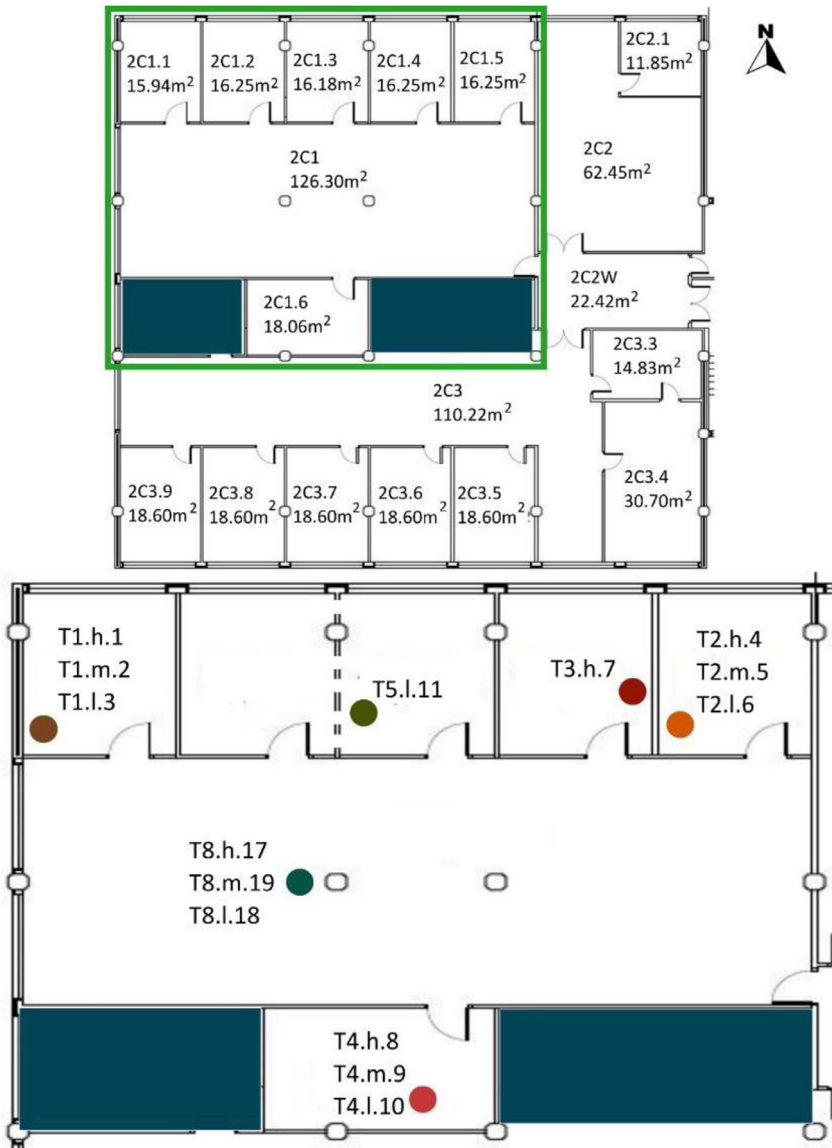 N
2C1.1
15.94m²
2C1.2
16.25m²
2C1.3
16.18m²
2C1.4
16.25m²
2C1.5
16.25m²
2C2.1
11.85m²
2C1
126.30m²
2C2
62.45m²
2C2W
22.42m²
2C1.6
18.06m²
2C3.3
14.83m²
2C3
110.22m²
2C3.9
18.60m²
2C3.8
18.60m²
2C3.7
18.60m²
2C3.6
18.60m²
2C3.5
18.60m²
2C3.4
30.70m²
T1.h.1
T1.m.2
T1.l.3
T5.l.11
T3.h.7
T2.h.4
T2.m.5
T2.l.6
T8.h.17
T8.m.19
T8.l.18
T4.h.8
T4.m.9
T4.l.10